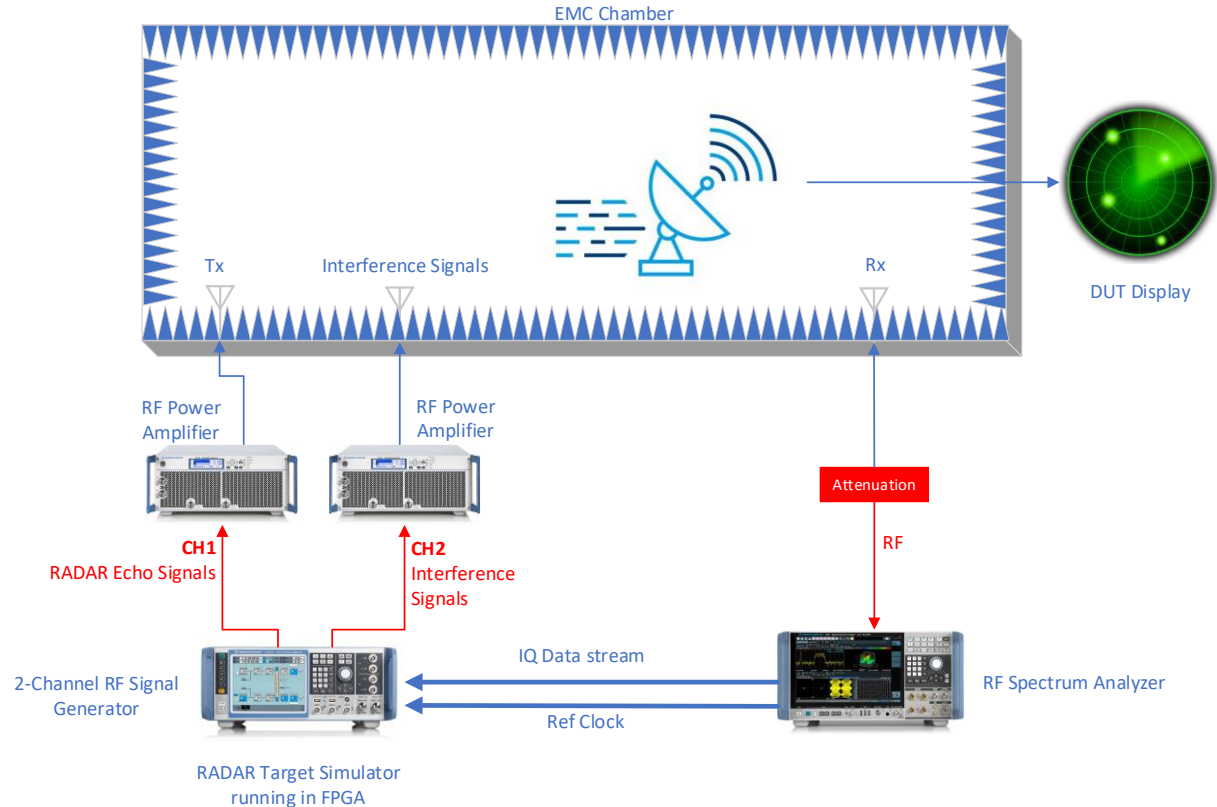 EMC Chamber
Tx
Interference Signals
Rx
DUT Display
RF Power
Amplifier
RF Power
Amplifier
Attenuation
CH1
RADAR Echo Signals
CH2
Interference
Signals
RF
2-Channel RF Signal
Generator
IQ Data stream
Ref Clock
RF Spectrum Analyzer
RADAR Target Simulator
running in FPGA